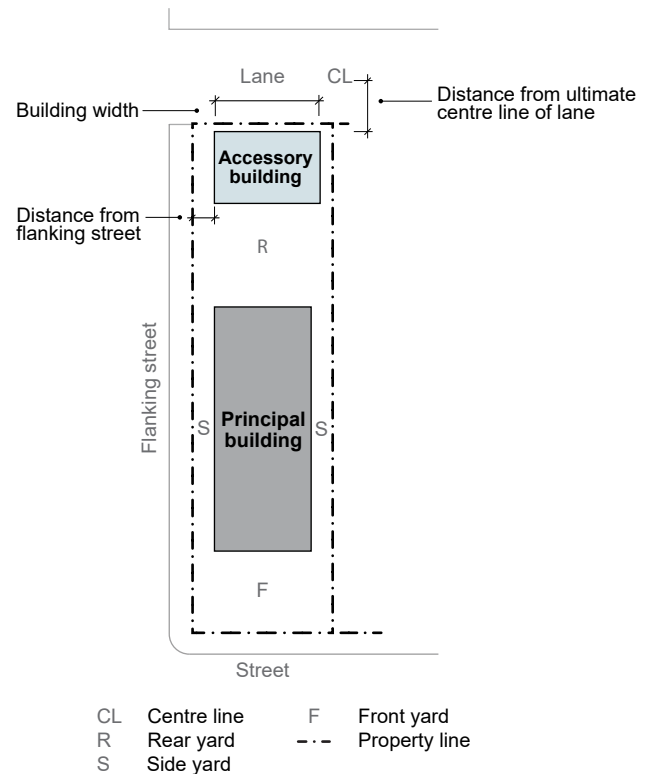 Lane
CL
Distance from ultimate
centre line of lane
Building width
Accessory
building
Distance from
flanking street
R
Flanking street
S
Principal
building
S
F
Street
CL Centre line
F Front yard
R Rear yard
Property line
S Side yard